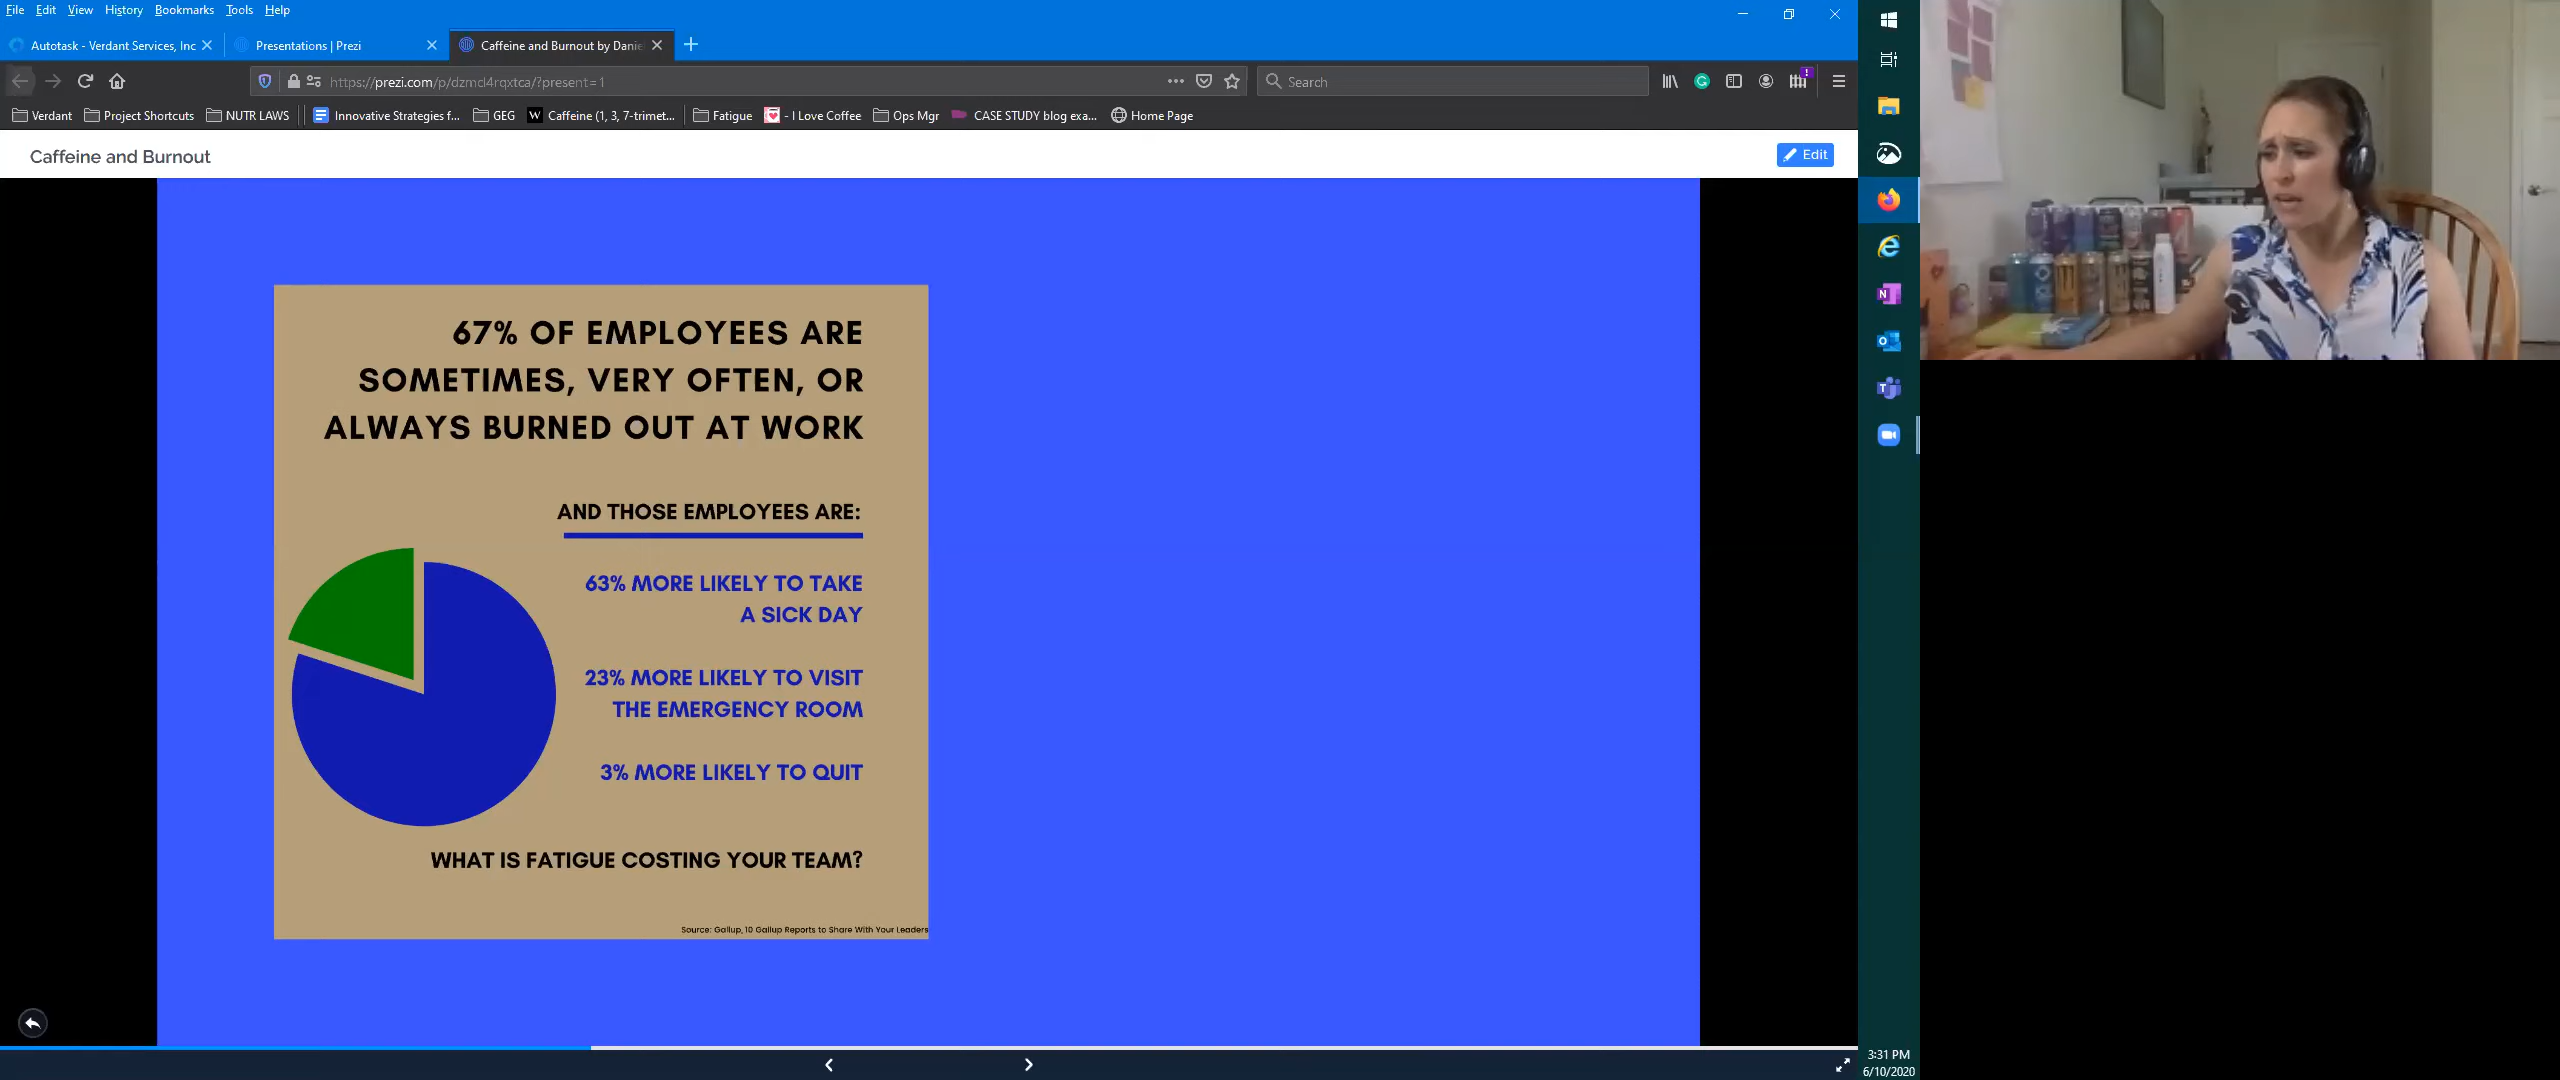 File Edit View History Bookmarks Tools Help
Autotask - Verdant Services, Inc
Presentations | Prezi
Caffeine and Burnout by Danie
https://prezi.com/p/dzmcl4rqxtca/?present=1
Search
Verdant
Project Shortcuts
NUTR LAWS
Innovative Strategies f...
GEG
W Caffeine (1, 3, 7-trimet...
Fatigue
- I Love Coffee
Ops Mgr
CASE STUDY blog exa...
Home Page
Caffeine and Burnout
Edit
67% OF EMPLOYEES ARE
SOMETIMES, VERY OFTEN, OR
ALWAYS BURNED OUT AT WORK
AND THOSE EMPLOYEES ARE:
63% MORE LIKELY TO TAKE
A SICK DAY
23% MORE LIKELY TO VISIT
THE EMERGENCY ROOM
3% MORE LIKELY TO QUIT
WHAT IS FATIGUE COSTING YOUR TEAM?
Source: Gallup, 10 Gallup Reports to Share With Your Leaders
3:31 PM
6/10/2020